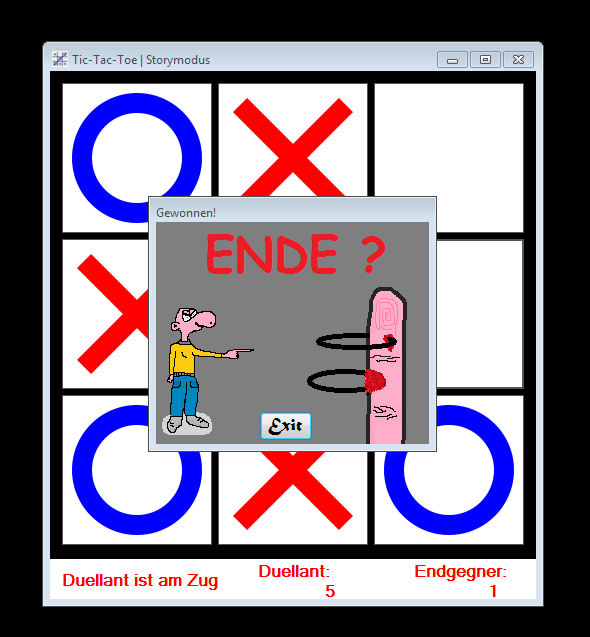 Tic-Tac-Toe | Storymodus
Gewonnen!
ENDE ?
Exit
Duellant ist am Zug
Duellant:
5
Endgegner:
1